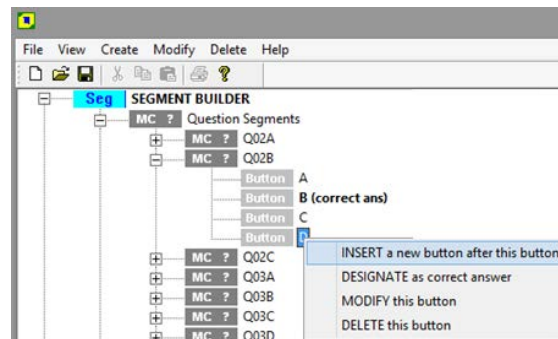 File View Create Modify Delete Help
Seg SEGMENT BUILDER
MC ? Question Segments
MC ? Q02A
MC ? Q02B
Button A
Button B (correct ans)
Button C
Button D
INSERT a new button after this button
MC ? Q02C
DESIGNATE as correct answer
MC ? Q03A
MODIFY this button
MC ? Q03B
MC ? Q03C
DELETE this button
MC ? Q03D